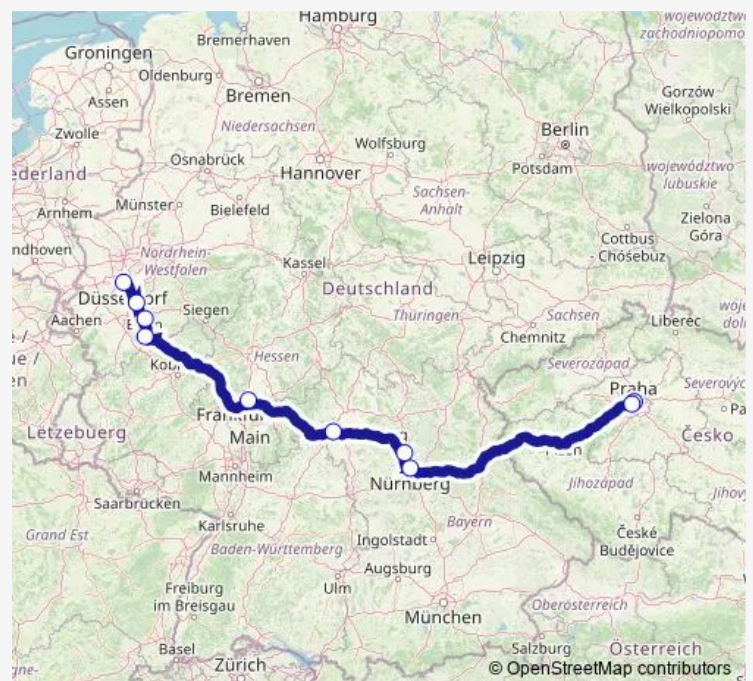 Hamburg
województwo
zachodniopomo
Groningen
Bremerhaven
Oldenburg
Assen
Bremen
Gorzów
Wielkopolski
Zwolle
Niedersachsen
Wolfsburg
Berlin
Osnabrück
Hannover
Potsdam
województwo
lubuskie
ederland
Münster
Bielefeld
Sachsen-
Anhalt
Arnhem
Zielona
Góra
ndhoven
Nordrhein-
Westfalen
Cottbus
- Chóśebuz
Kassel
Leipzig
Deutschland
Düsseldorf
Siegen
Aachen
Thüringen
Sachsen
Chemnitz
Liberec
Hessen
Severozápad
Praha
Severových
Frankfur
Main
Lëtzebuerg
Česko
Mannheim
Nürnberg
Jihozápad
Saarbrücken
Karlsruhe
Bayern
Grand Est
Ingolstadt
České
Budějovice
Baden-Württemberg
Augsburg
Freiburg
im Breisgau
Ulm
München
Oberösterreich
Basel
Zürich
Salzburg
Österreich
© OpenStreetMap contributors